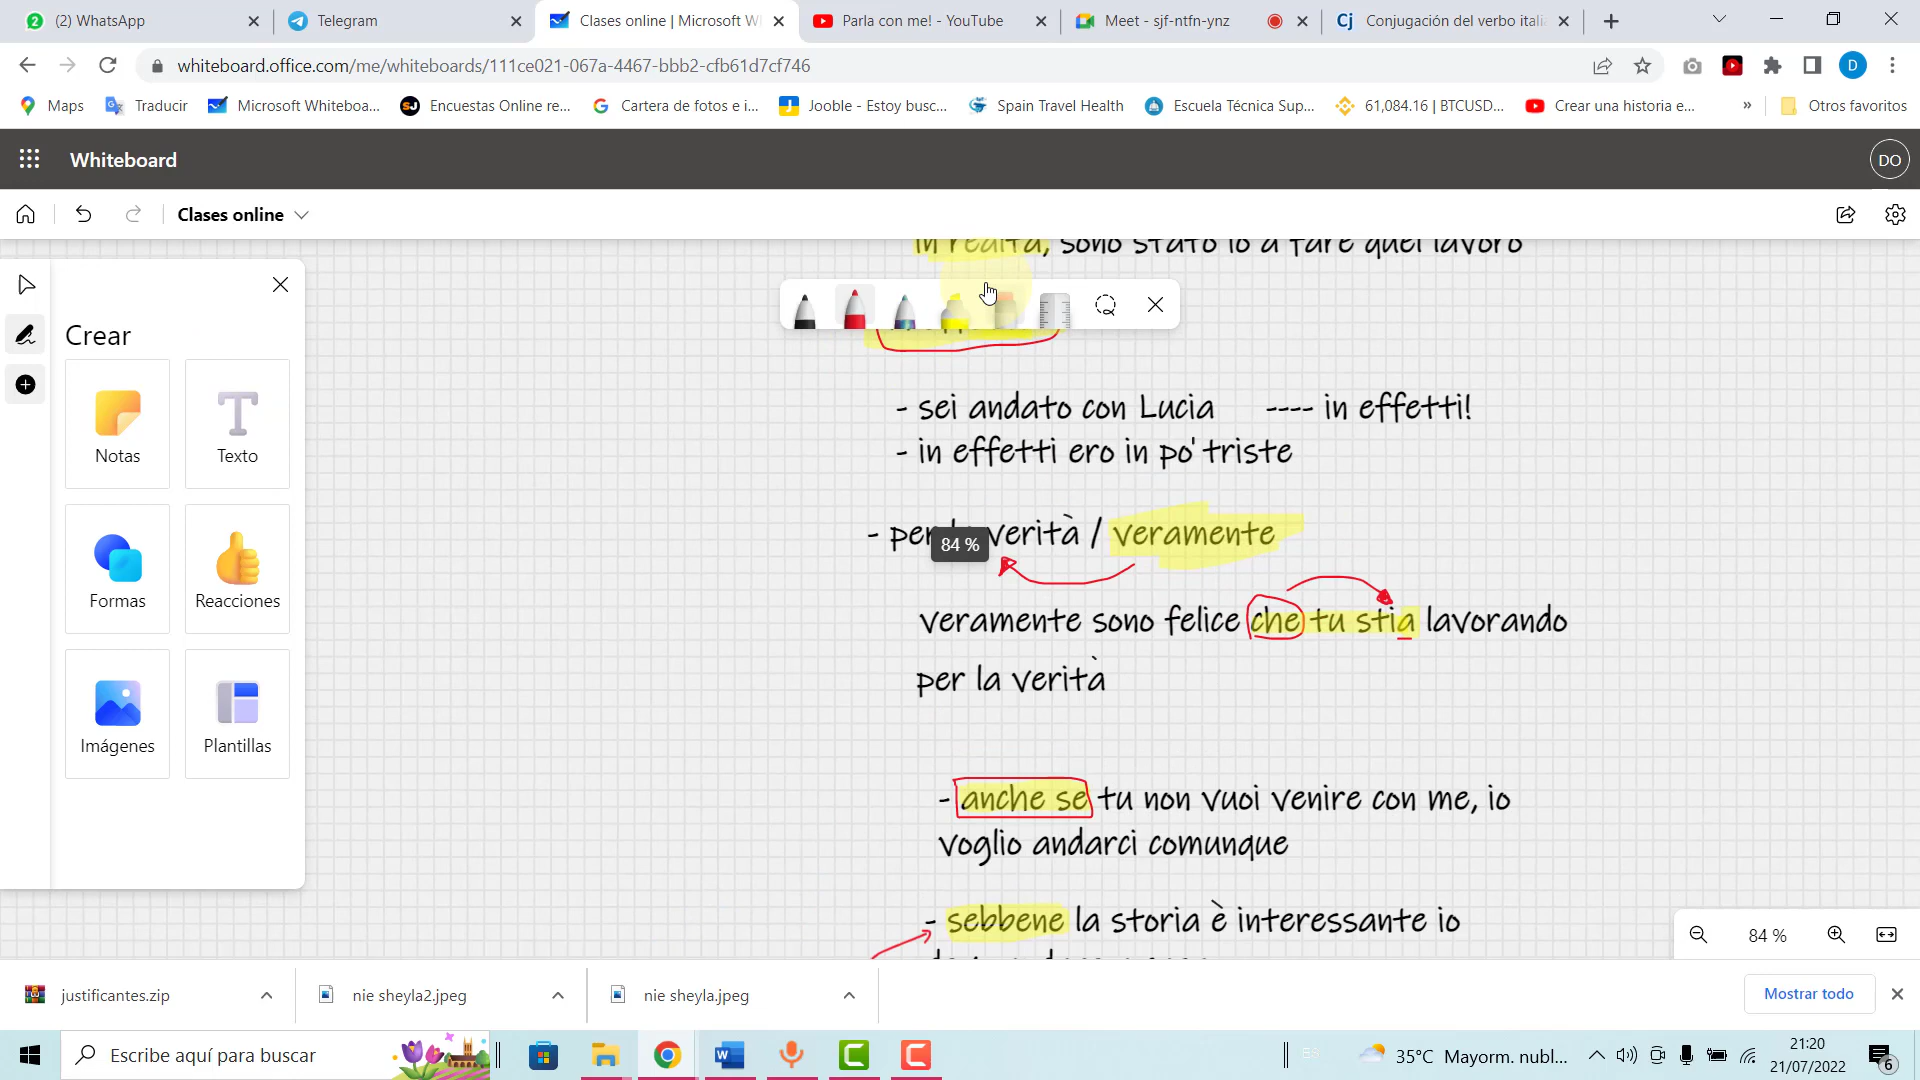 (2) WhatsApp
Telegram
Clases online | Microsoft W
Parla con me! - YouTube
Meet - sjf-ntfn-ynz
Cj
Conjugación del verbo itali
whiteboard.office.com/me/whiteboards/111ce021-067a-4467-bbb2-cfb61d7cf746
D
Maps
Traducir
Microsoft Whiteboa...
SJ
Encuestas Online re...
Cartera de fotos e i...
Jooble - Estoy busc...
Spain Travel Health
Escuela Técnica Sup...
61,084.16 | BTCUSD...
Crear una historia e...
»
Otros favoritos
Whiteboard
DO
Clases online
in realtà, sono stato io a fare quel lavoro
Crear
Notas
Texto
Formas
Reacciones
Imágenes
Plantillas
- sei andato con Lucia ---- in effetti!
- in effetti ero in po' triste
- per la verità / veramente
84 %
veramente sono felice che tu stia lavorando
per la verità
- anche se tu non vuoi venire con me, io
voglio andarci comunque
- sebbene la storia è interessante io
84 %
justificantes.zip
nie sheyla2.jpeg
nie sheyla.jpeg
Mostrar todo
Escribe aquí para buscar
35°C Mayorm. nubl...
21:20
21/07/2022
6